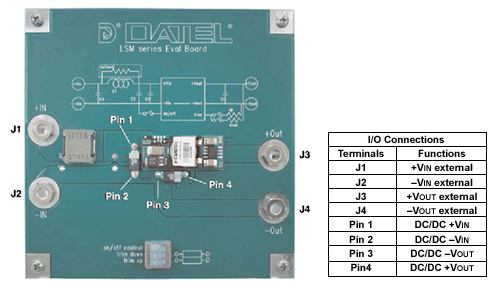 DATEL
LSM series Eval Board
J1
+IN
Pin 1
+Out
J3
J2
-IN
Pin 2
Pin 3
Pin 4
J4
-Out
on/off control
trim down
trim up
I/O Connections
Terminals Functions
J1 +VIN external
J2 –VIN external
J3 +VOUT external
J4 –VOUT external
Pin 1 DC/DC +VIN
Pin 2 DC/DC –VIN
Pin 3 DC/DC –VOUT
Pin4 DC/DC +VOUT